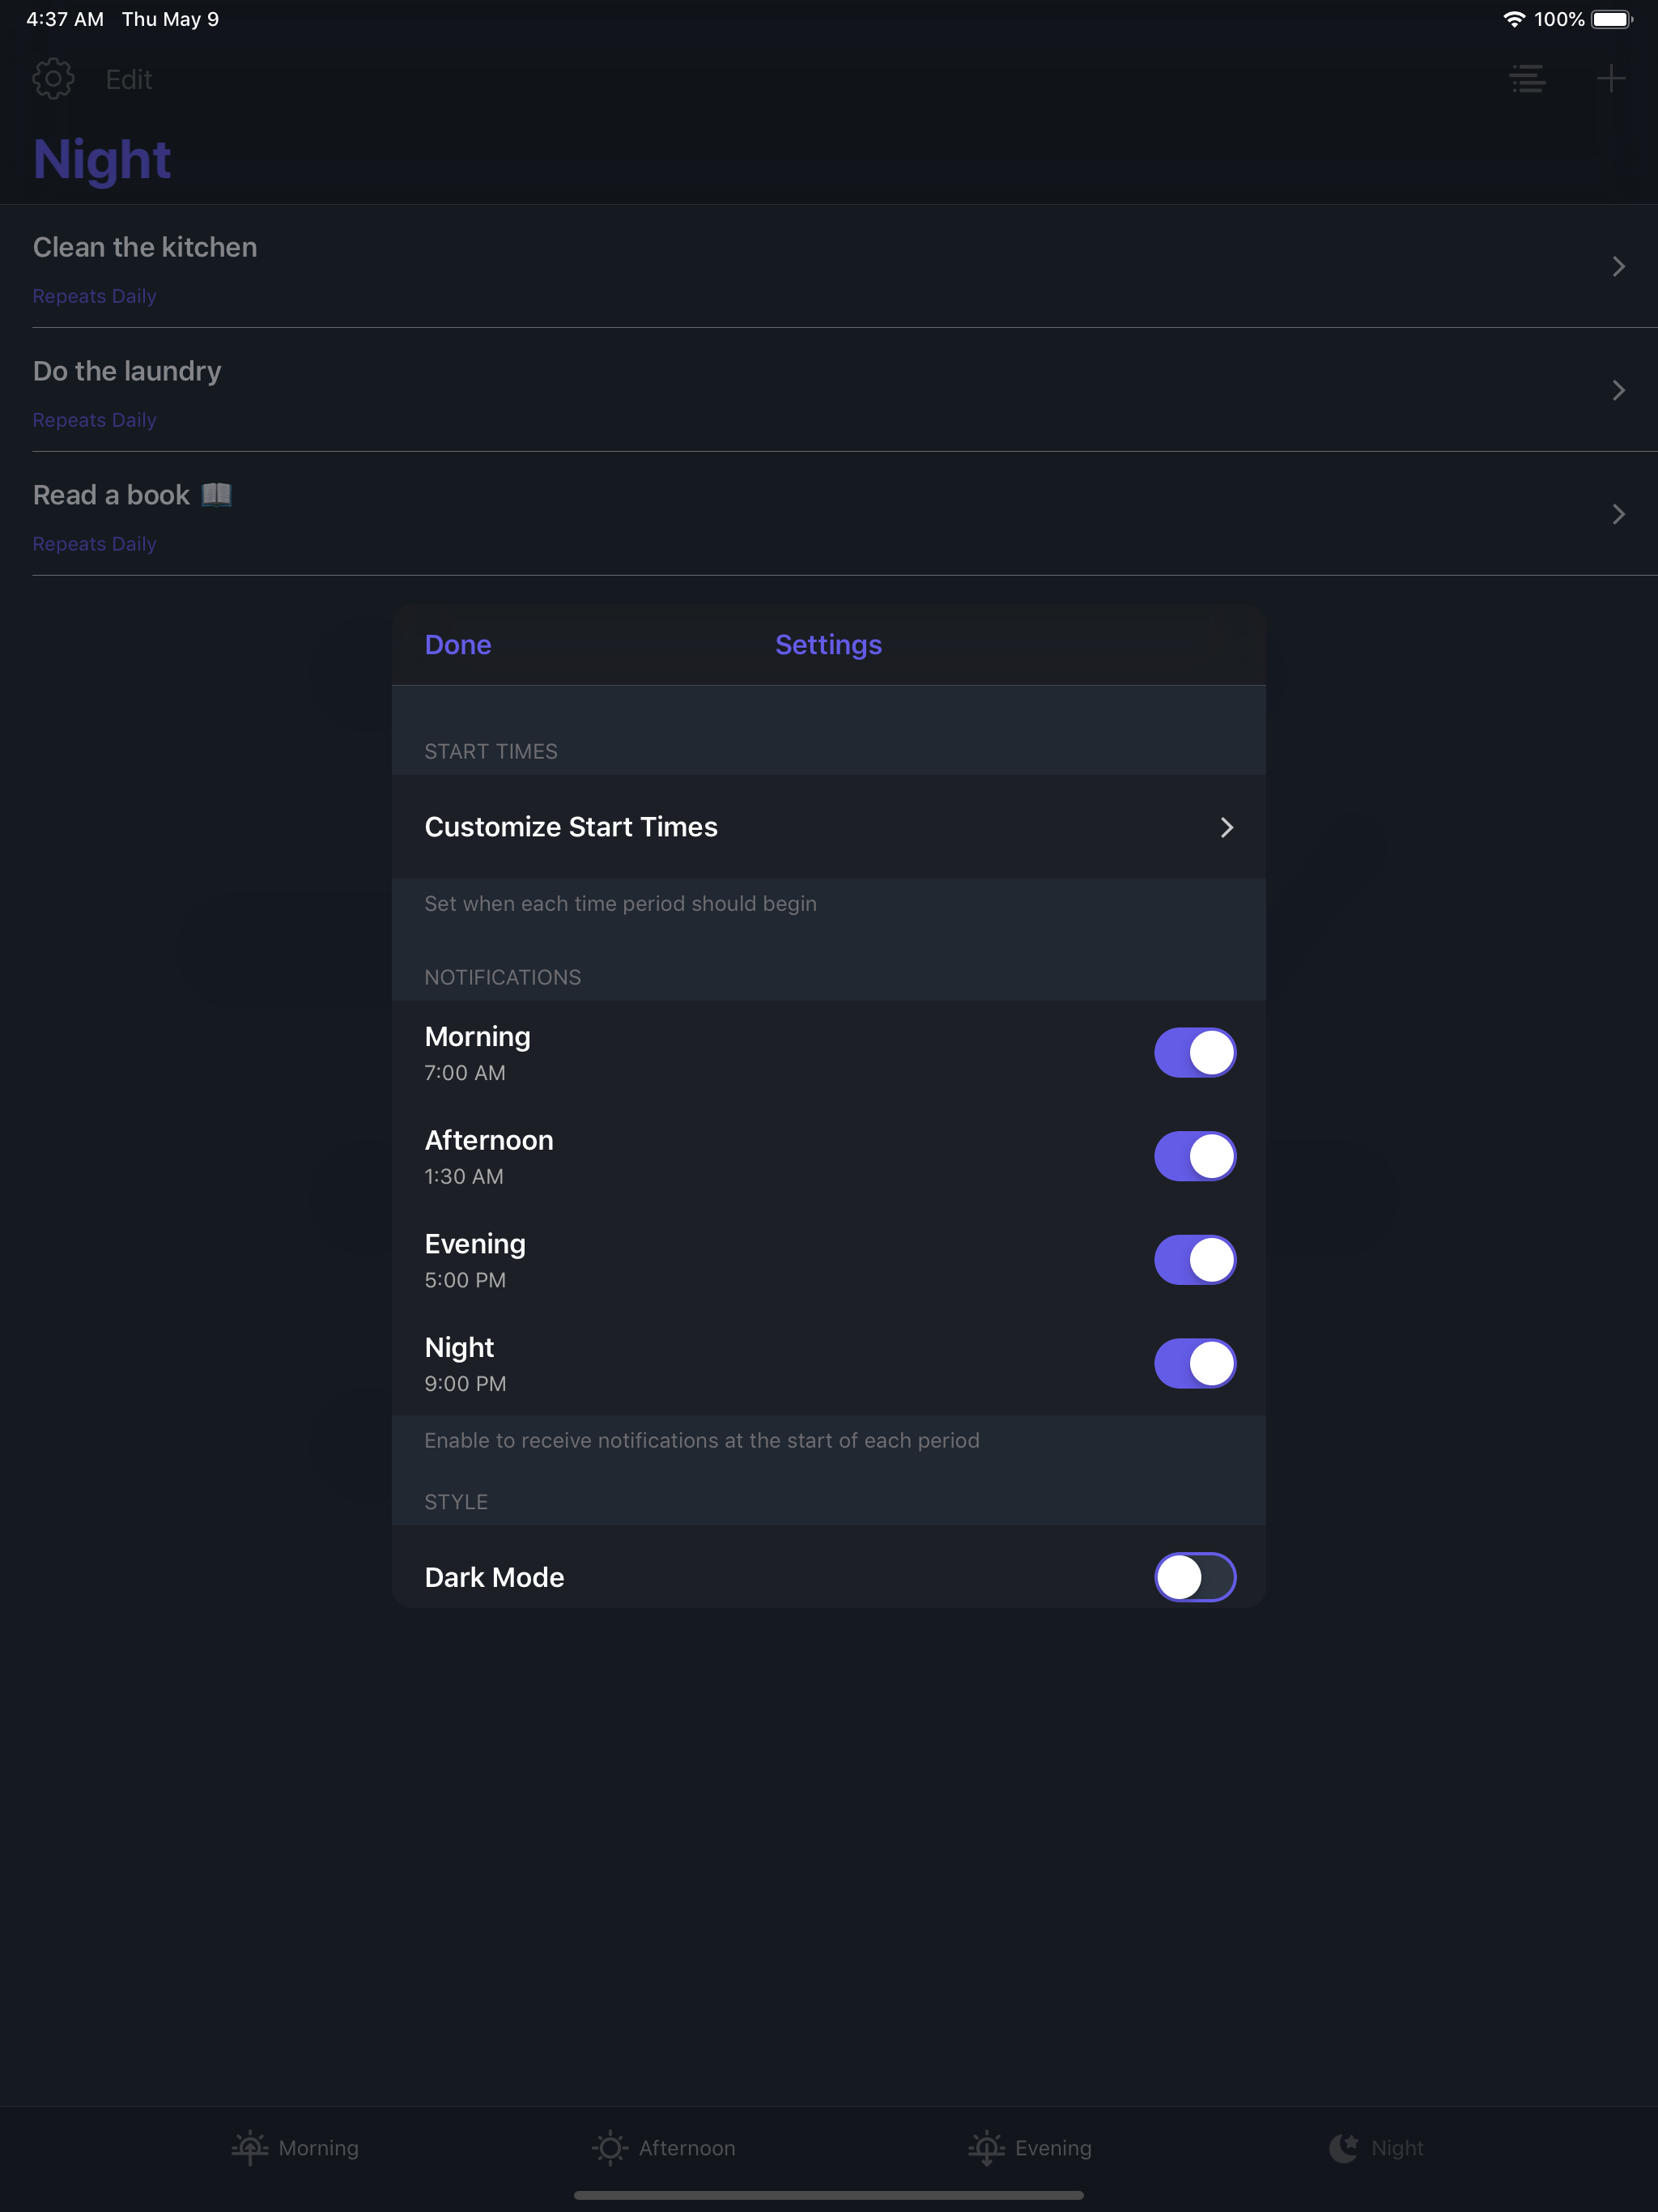 4:37 AM Thu May 9 100%
Edit
Night
Clean the kitchen
Repeats Daily
Do the laundry
Repeats Daily
Read a book 📖
Repeats Daily
Done Settings
START TIMES
Customize Start Times
Set when each time period should begin
NOTIFICATIONS
Morning
7:00 AM
Afternoon
1:30 AM
Evening
5:00 PM
Night
9:00 PM
Enable to receive notifications at the start of each period
STYLE
Dark Mode
Morning Afternoon Evening Night